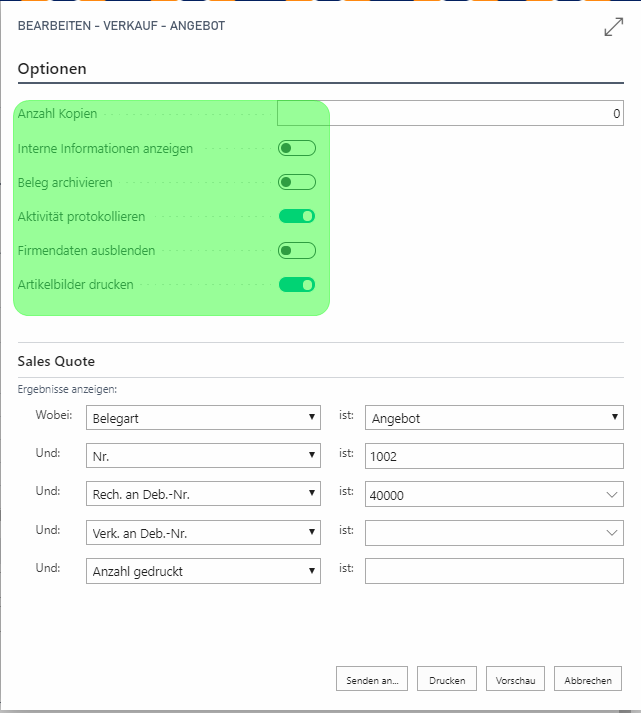 BEARBEITEN - VERKAUF - ANGEBOT
Optionen
Anzahl Kopien 0
Interne Informationen anzeigen
Beleg archivieren
Aktivität protokollieren
Firmendaten ausblenden
Artikelbilder drucken
Sales Quote
Ergebnisse anzeigen:
Wobei: Belegart ist: Angebot
Und: Nr. ist: 1002
Und: Rech. an Deb.-Nr. ist: 40000
Und: Verk. an Deb.-Nr. ist:
Und: Anzahl gedruckt ist:
Senden an... Drucken Vorschau Abbrechen